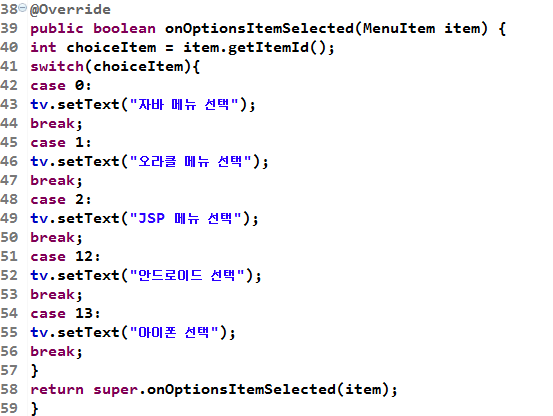 38 @Override
39 public boolean onOptionsItemSelected(MenuItem item) {
40 int choiceItem = item.getItemId();
41 switch(choiceItem){
42 case 0:
43 tv.setText("자바 메뉴 선택");
44 break;
45 case 1:
46 tv.setText("오라클 메뉴 선택");
47 break;
48 case 2:
49 tv.setText("JSP 메뉴 선택");
50 break;
51 case 12:
52 tv.setText("안드로이드 선택");
53 break;
54 case 13:
55 tv.setText("아이폰 선택");
56 break;
57 }
58 return super.onOptionsItemSelected(item);
59 }